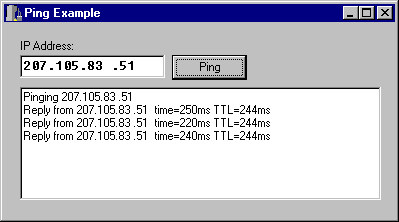 Ping Example
IP Address:
207.105.83 .51
Ping
Pinging 207.105.83 .51
Reply from 207.105.83 .51  time=250ms TTL=244ms
Reply from 207.105.83 .51  time=220ms TTL=244ms
Reply from 207.105.83 .51  time=240ms TTL=244ms